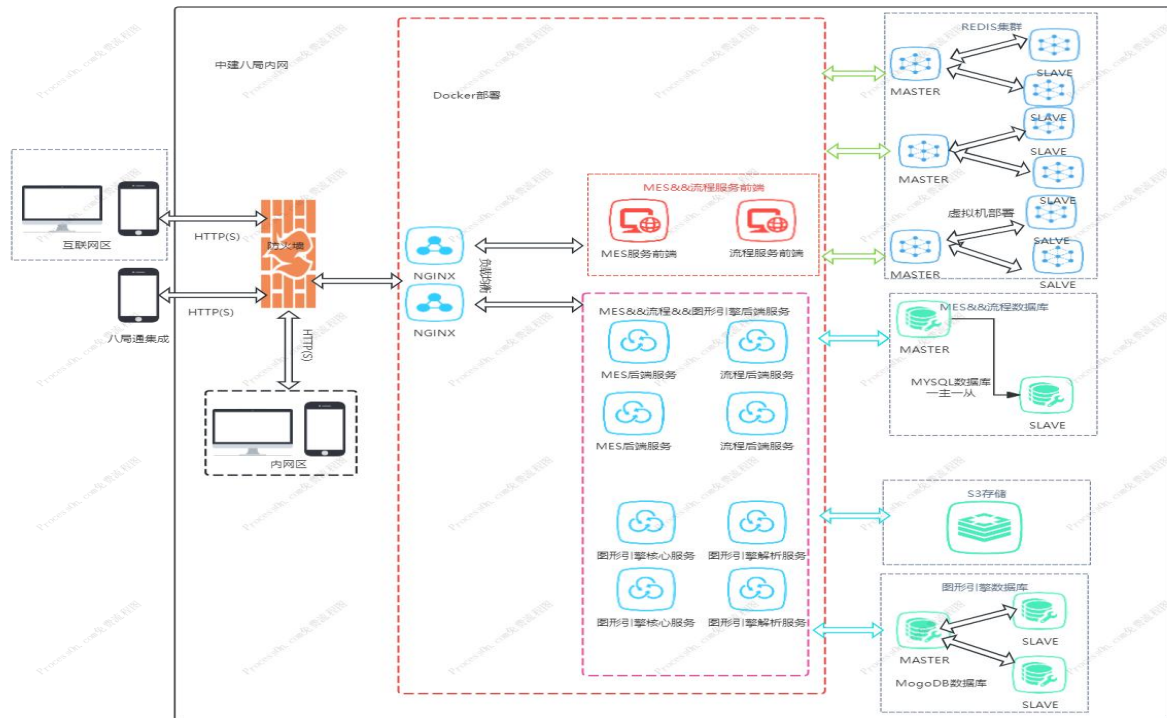 中建八局内网
Docker部署
互联网区
HTTP(S)
防火墙
八局通集成
HTTP(S)
HTTP(S)
内网区
NGINX
NGINX
负载均衡
MES&&流程服务前端
MES服务前端
流程服务前端
MES&&流程&&图形引擎后端服务
MES后端服务
流程后端服务
MES后端服务
流程后端服务
图形引擎核心服务
图形引擎解析服务
图形引擎核心服务
图形引擎解析服务
REDIS集群
MASTER
SLAVE
SLAVE
MASTER
SLAVE
SLAVE
虚拟机部署
MASTER
SALVE
SALVE
MES&&流程数据库
MASTER
MYSQL数据库
一主一从
SLAVE
S3存储
图形引擎数据库
MASTER
SLAVE
MogoDB数据库
SLAVE